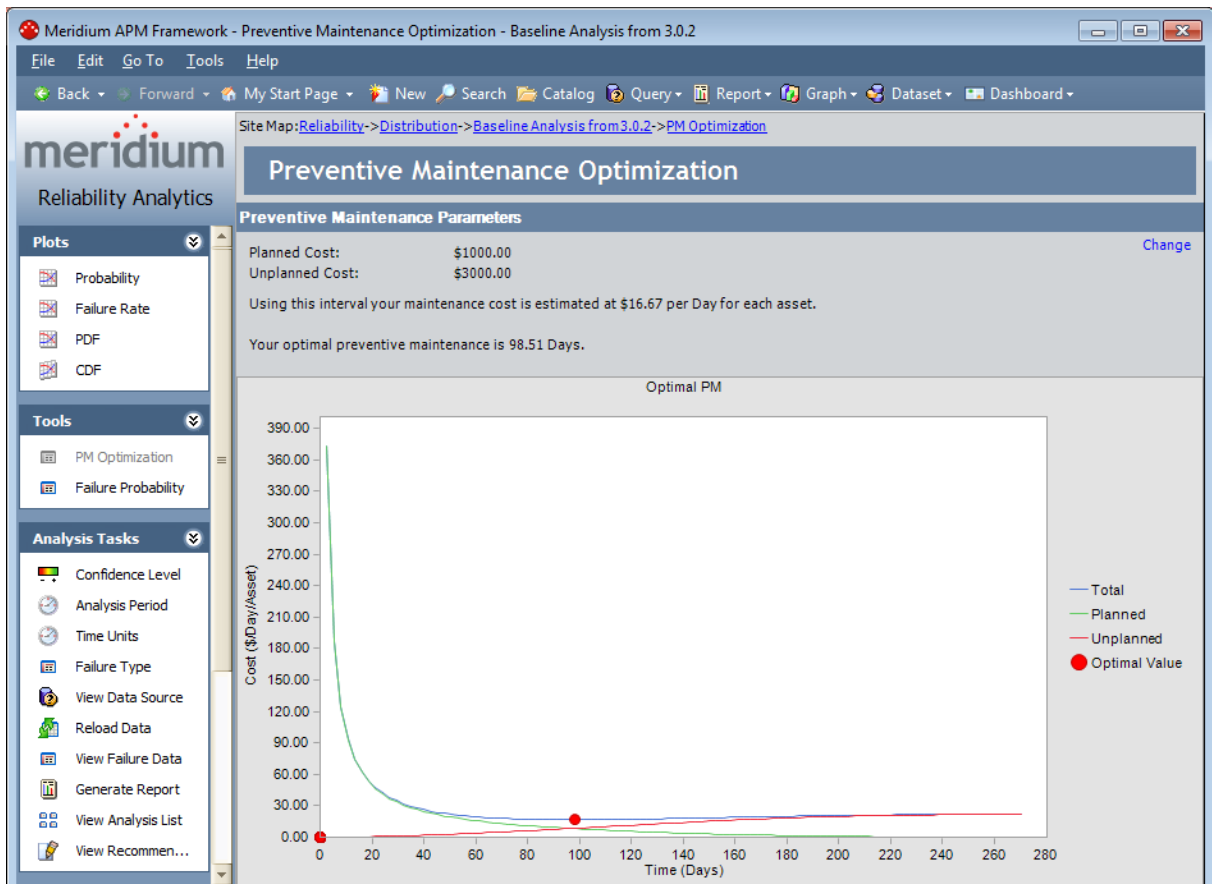 Meridium APM Framework - Preventive Maintenance Optimization - Baseline Analysis from 3.0.2
File Edit Go To Tools Help
Back Forward My Start Page New Search Catalog Query Report Graph Dataset Dashboard
meridium
Reliability Analytics
Site Map:Reliability->Distribution->Baseline Analysis from3.0.2->PM Optimization
Preventive Maintenance Optimization
Preventive Maintenance Parameters
Planned Cost: $1000.00
Change
Unplanned Cost: $3000.00
Using this interval your maintenance cost is estimated at $16.67 per Day for each asset.
Your optimal preventive maintenance is 98.51 Days.
Plots
Probability
Failure Rate
PDF
CDF
Tools
PM Optimization
Failure Probability
Analysis Tasks
Confidence Level
Analysis Period
Time Units
Failure Type
View Data Source
Reload Data
View Failure Data
Generate Report
View Analysis List
View Recommen...
Optimal PM
Cost ($/Day/Asset)
390.00
360.00
330.00
300.00
270.00
240.00
210.00
180.00
150.00
120.00
90.00
60.00
30.00
0.00
0 20 40 60 80 100 120 140 160 180 200 220 240 260 280
Time (Days)
Total
Planned
Unplanned
Optimal Value